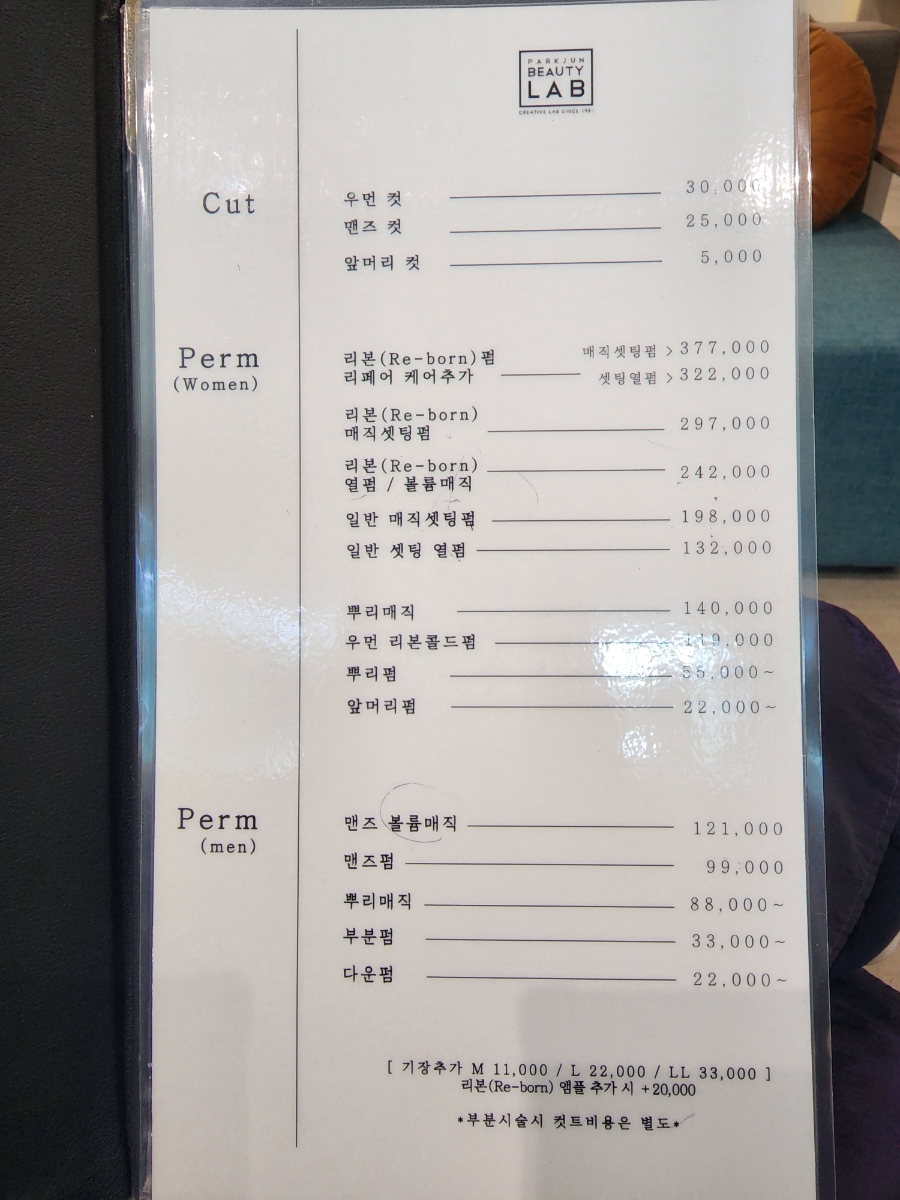 PARKJUN
BEAUTY
LAB
CREATIVE LAB SINCE 1981
Cut
우먼 컷 30,000
맨즈 컷 25,000
앞머리 컷 5,000
Perm
(Women)
리본(Re-born)펌 매직셋팅펌 > 377,000
리페어 케어추가 셋팅열펌 > 322,000
리본(Re-born)
매직셋팅펌 297,000
리본(Re-born)
열펌 / 볼륨매직 242,000
일반 매직셋팅펌 198,000
일반 셋팅 열펌 132,000
뿌리매직 140,000
우먼 리본콜드펌 119,000
뿌리펌 55,000~
앞머리펌 22,000~
Perm
(men)
맨즈 볼륨매직 121,000
맨즈펌 99,000
뿌리매직 88,000~
부분펌 33,000~
다운펌 22,000~
[ 기장추가 M 11,000 / L 22,000 / LL 33,000 ]
리본(Re-born) 앰플 추가 시 +20,000
*부분시술시 컷트비용은 별도*